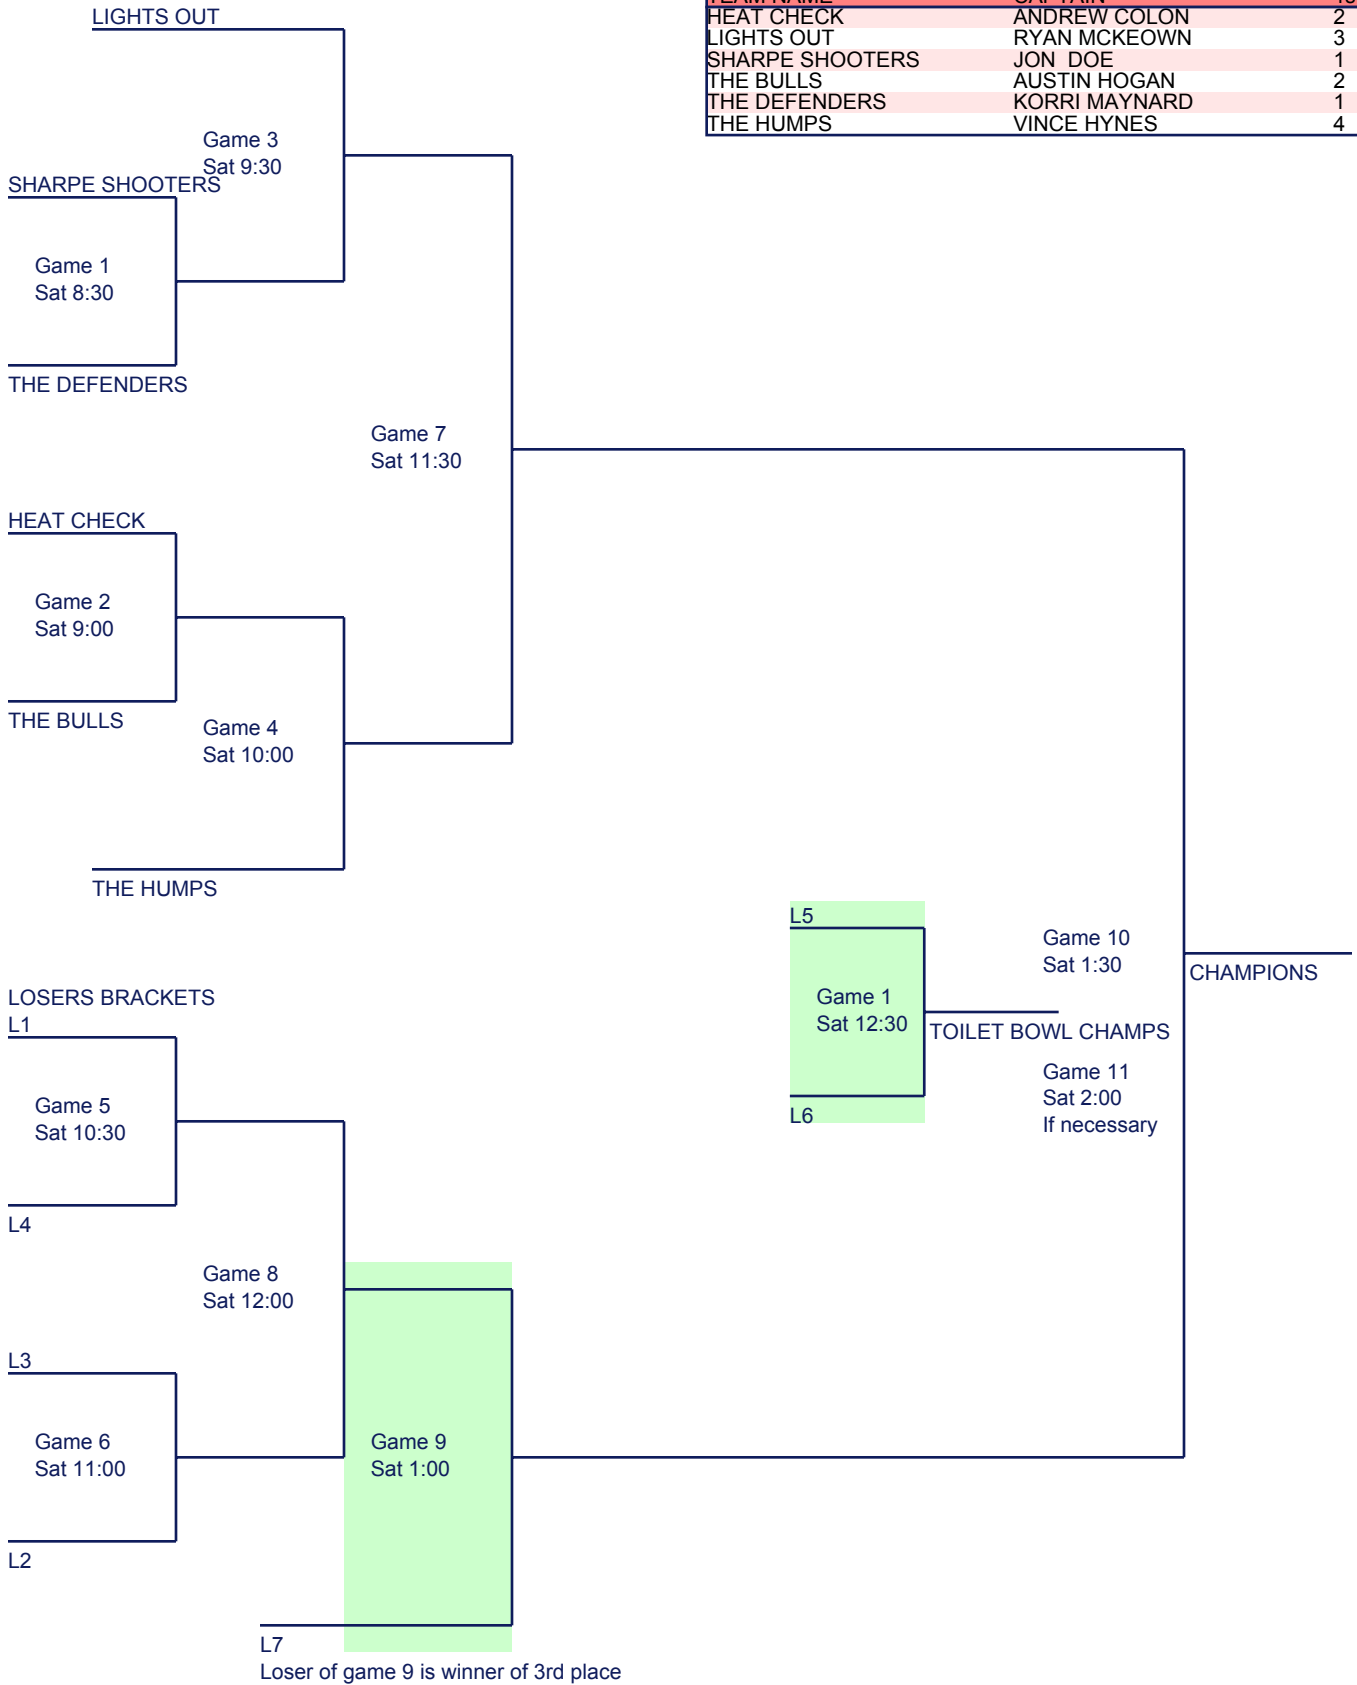 TEAM NAME CAPTAIN
HEAT CHECK ANDREW COLON 2
LIGHTS OUT RYAN MCKEOWN 3
SHARPE SHOOTERS JON DOE 1
THE BULLS AUSTIN HOGAN 2
THE DEFENDERS KORRI MAYNARD 1
THE HUMPS VINCE HYNES 4
LIGHTS OUT
Game 3
Sat 9:30
SHARPE SHOOTERS
Game 1
Sat 8:30
THE DEFENDERS
Game 7
Sat 11:30
HEAT CHECK
Game 2
Sat 9:00
THE BULLS
Game 4
Sat 10:00
THE HUMPS
L5
Game 10
Sat 1:30
CHAMPIONS
Game 1
Sat 12:30
TOILET BOWL CHAMPS
Game 11
Sat 2:00
If necessary
L6
LOSERS BRACKETS
L1
Game 5
Sat 10:30
L4
Game 8
Sat 12:00
L3
Game 6
Sat 11:00
L2
Game 9
Sat 1:00
L7
Loser of game 9 is winner of 3rd place